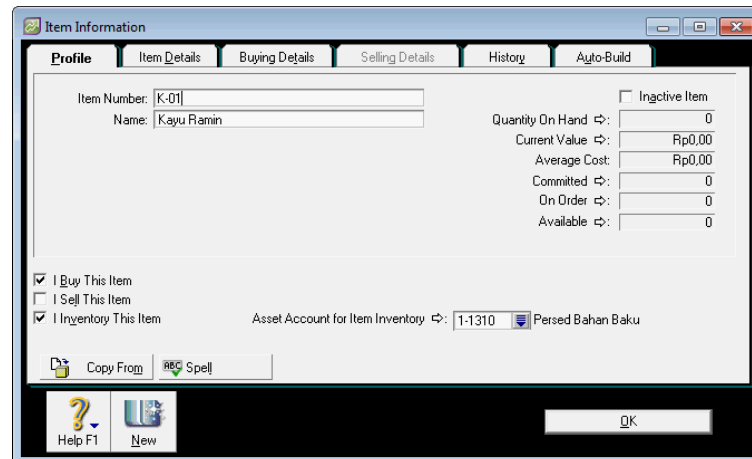 Item Information
Profile Item Details Buying Details Selling Details History Auto-Build
Item Number: K-01 Inactive Item
Name: Kayu Ramin Quantity On Hand ⇨: 0
Current Value ⇨: Rp0,00
Average Cost: Rp0,00
Committed ⇨: 0
On Order ⇨: 0
Available ⇨: 0
I Buy This Item
I Sell This Item
I Inventory This Item Asset Account for Item Inventory ⇨: 1-1310 Persed Bahan Baku
Copy From ABC Spell
Help F1 New OK